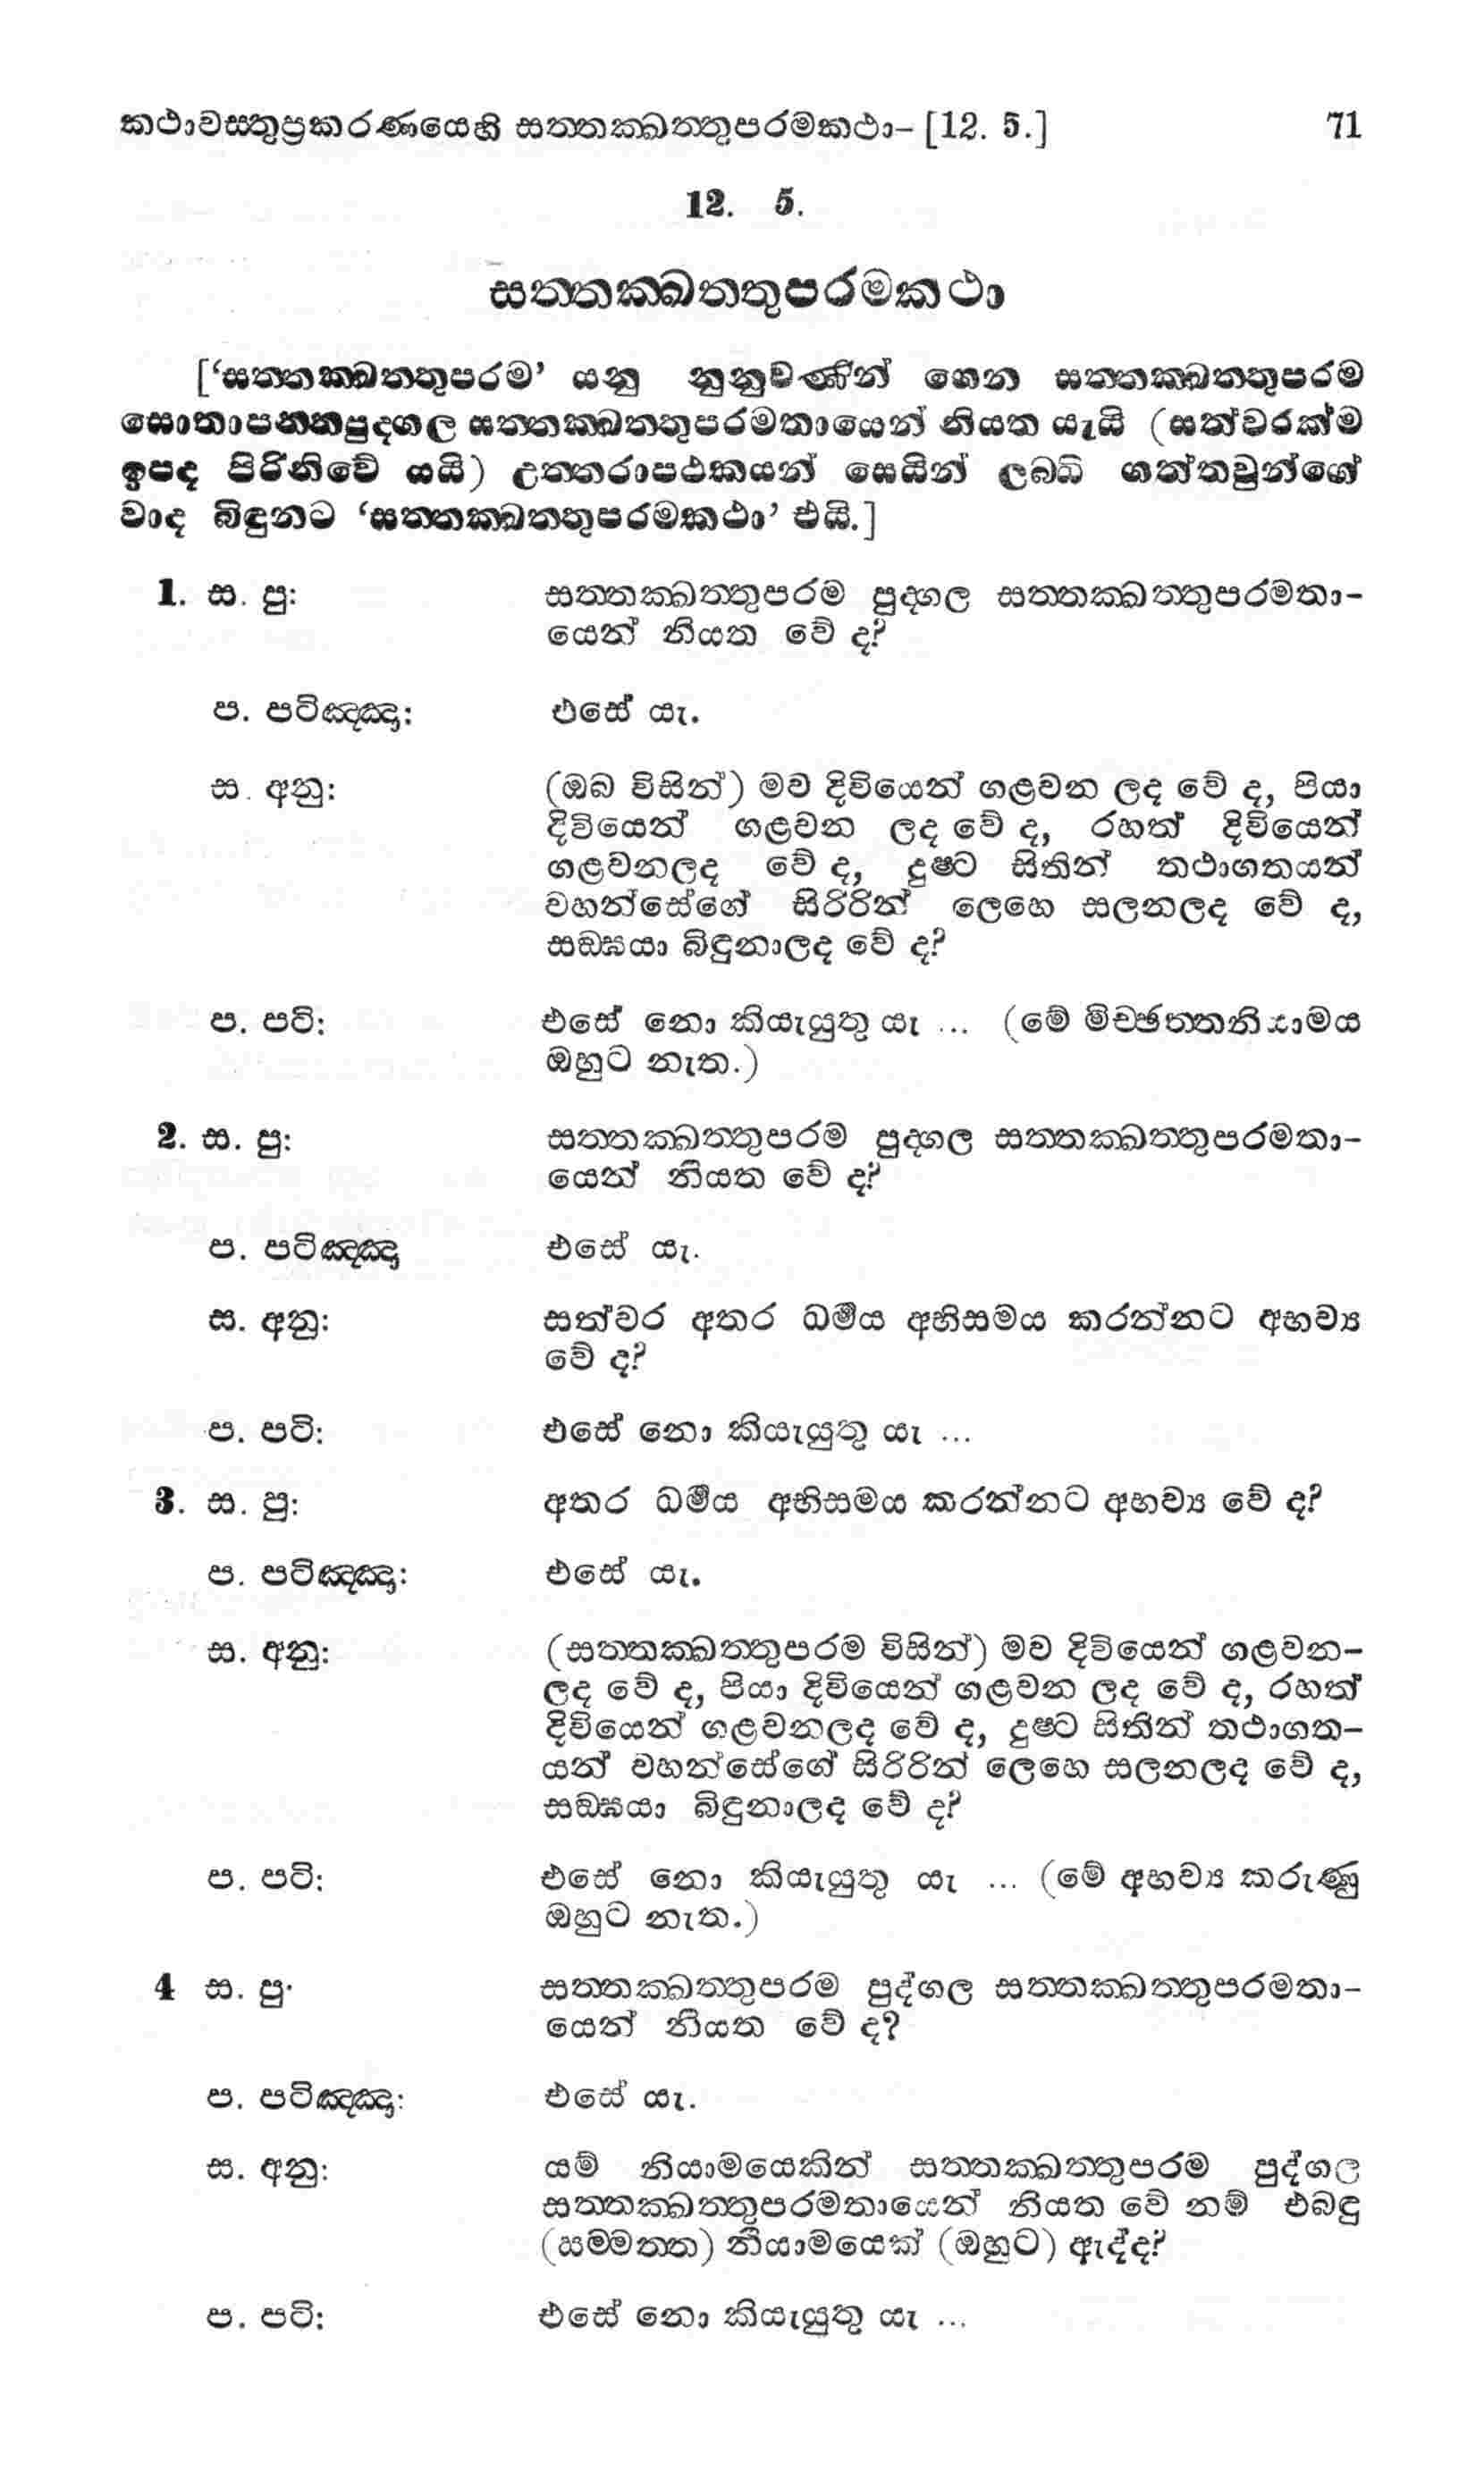 කථාවස්තුප්‍රකරණයෙහි සත්තක්ඛත්තුපරමකථා– [12. 5.] 71
12. 5.
සත්තක්ඛත්තුපරමකථා
[‘සත්තක්ඛත්තුපරම’ යනු නුනුවණින් ගෙන සත්තක්ඛත්තුපරම
සොතාපන්නපුද්ගල සත්තක්ඛත්තුපරමතායෙන් නියත යැයි (සත්වරක්ම
ඉපද පිරිනිවේ යයි) උත්තරාපථකයන් සෙයින් ලබ්ධි ගත්තවුන්ගේ
වාද බිඳුනට ‘සත්තක්ඛත්තුපරමකථා’ එයි.]
1. ස. පු: සත්තක්ඛත්තුපරම පුද්ගල සත්තක්ඛත්තුපරමතා-
යෙන් නියත වේ ද?
ප. පටිඤ්ඤා: එසේ යැ.
ස. අනු: (ඔබ විසින්) මව දිවියෙන් ගළවන ලද වේ ද, පියා
දිවියෙන් ගළවන ලද වේ ද, රහත් දිවියෙන්
ගළවනලද වේ ද, දුෂ්ට සිතින් තථාගතයන්
වහන්සේගේ සිරිරින් ලෙහෙ සලනලද වේ ද,
සඞ්ඝයා බිඳුනාලද වේ ද?
ප. පටි: එසේ නො කියැයුතු යැ ... (මේ මිච්ඡත්තනියාමය
ඔහුට නැත.)
2. ස. පු: සත්තක්ඛත්තුපරම පුද්ගල සත්තක්ඛත්තුපරමතා-
යෙන් නියත වේ ද?
ප. පටිඤ්ඤා එසේ යැ.
ස. අනු: සත්වර අතර ධර්මය අභිසමය කරන්නට අභව්‍ය
වේ ද?
ප. පටි: එසේ නො කියැයුතු යැ ...
3. ස. පු: අතර ධර්මය අභිසමය කරන්නට අභව්‍ය වේ ද?
ප. පටිඤ්ඤා: එසේ යැ.
ස. අනු: (සත්තක්ඛත්තුපරම විසින්) මව දිවියෙන් ගළවන-
ලද වේ ද, පියා දිවියෙන් ගළවන ලද වේ ද, රහත්
දිවියෙන් ගළවනලද වේ ද, දුෂ්ට සිතින් තථාගත-
යන් වහන්සේගේ සිරිරින් ලෙහෙ සලනලද වේ ද,
සඞ්ඝයා බිඳුනාලද වේ ද?
ප. පටි: එසේ නො කියැයුතු යැ ... (මේ අභව්‍ය කරුණු
ඔහුට නැත.)
4 ස. පු· සත්තක්ඛත්තුපරම පුද්ගල සත්තක්ඛත්තුපරමතා-
යෙන් නියත වේ ද?
ප. පටිඤ්ඤා: එසේ යැ.
ස. අනු: යම් නියාමයෙකින් සත්තක්ඛත්තුපරම පුද්ගල
සත්තක්ඛත්තුපරමතායෙන් නියත වේ නම් එබඳු
(සම්මත්ත) නියාමයෙක් (ඔහුට) ඇද්ද?
ප. පටි: එසේ නො කියැයුතු යැ ...